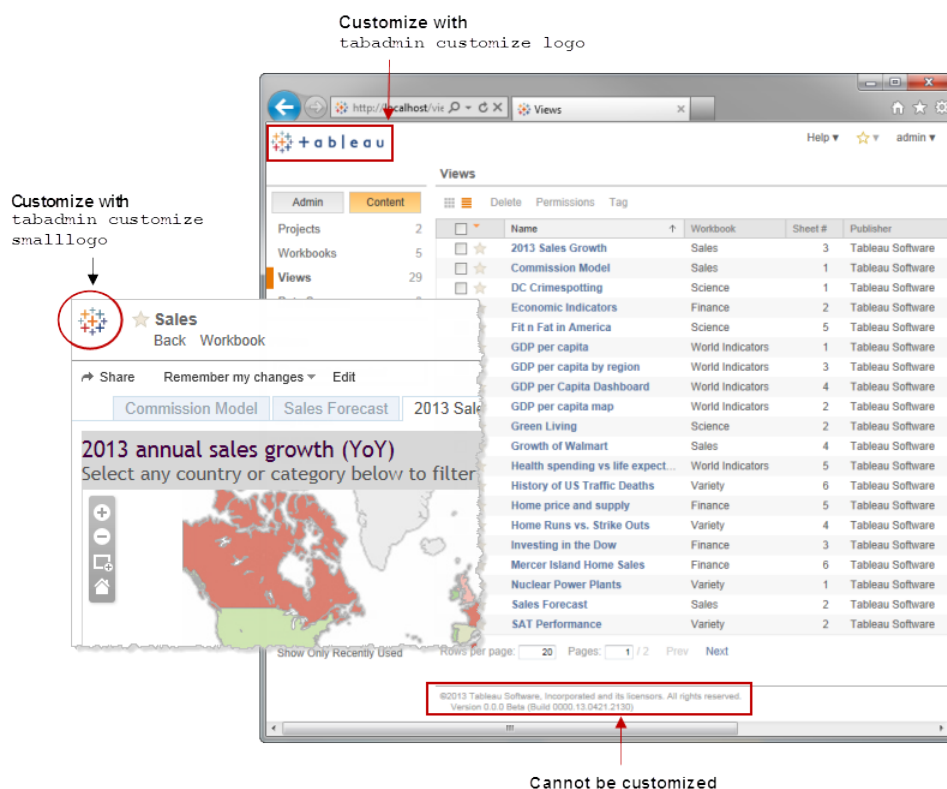 Customize with
tabadmin customize logo
http://localhost/vie
Views
+ a b l e a u
Help
admin
Customize with
tabadmin customize
smalllogo
Views
Admin
Content
Delete Permissions Tag
Projects 2
Workbooks 5
Views 29
Name Workbook Sheet # Publisher
2013 Sales Growth Sales 3 Tableau Software
Commission Model Sales 1 Tableau Software
DC Crimespotting Science 1 Tableau Software
Economic Indicators Finance 2 Tableau Software
Fit n Fat in America Science 5 Tableau Software
GDP per capita World Indicators 1 Tableau Software
GDP per capita by region World Indicators 3 Tableau Software
GDP per Capita Dashboard World Indicators 4 Tableau Software
GDP per capita map World Indicators 2 Tableau Software
Green Living Science 2 Tableau Software
Growth of Walmart Sales 4 Tableau Software
Health spending vs life expect... World Indicators 5 Tableau Software
History of US Traffic Deaths Variety 6 Tableau Software
Home price and supply Finance 5 Tableau Software
Home Runs vs. Strike Outs Variety 4 Tableau Software
Investing in the Dow Finance 3 Tableau Software
Mercer Island Home Sales Finance 6 Tableau Software
Nuclear Power Plants Variety 1 Tableau Software
Sales Forecast Sales 2 Tableau Software
SAT Performance Variety 2 Tableau Software
Sales
Back Workbook
Share Remember my changes Edit
Commission Model Sales Forecast 2013 Sale
2013 annual sales growth (YoY)
Select any country or category below to filter
Show Only Recently Used
Rows per page: 20 Pages: 1 / 2 Prev Next
©2013 Tableau Software, Incorporated and its licensors. All rights reserved.
Version 0.0.0 Beta (Build 0000.13.0421.2130)
Cannot be customized